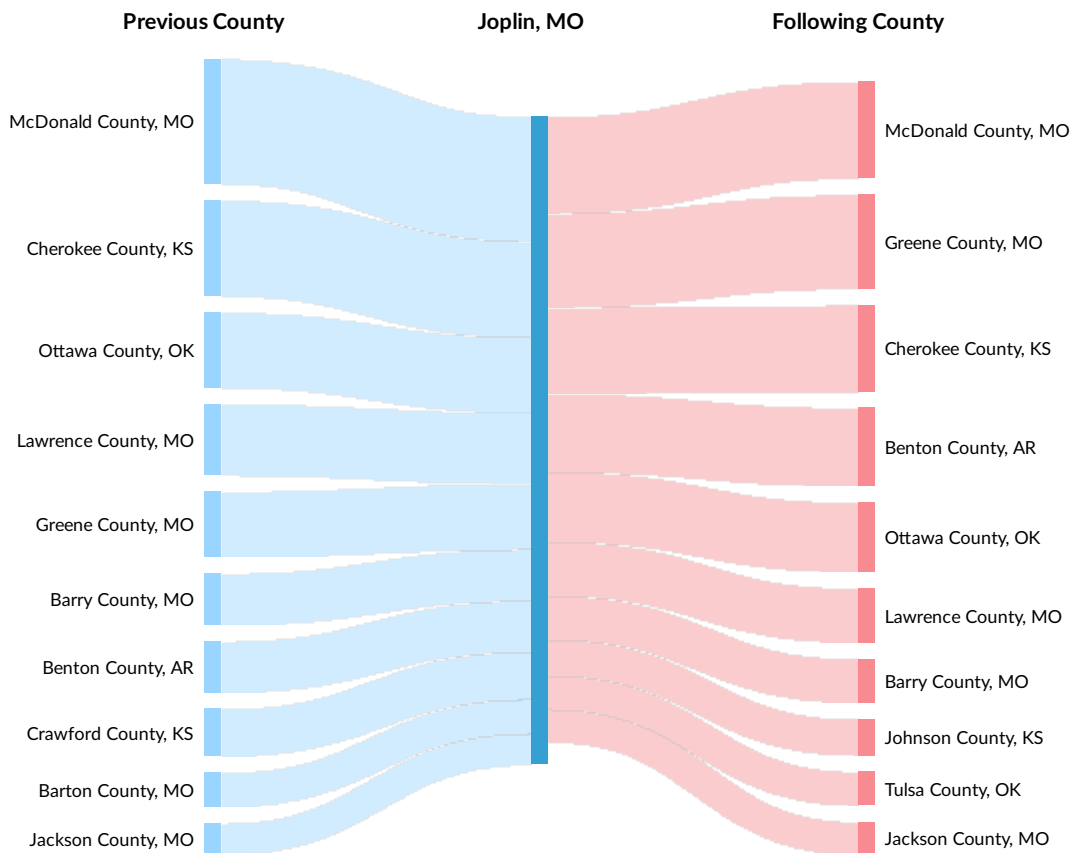 Previous County
Joplin, MO
Following County
McDonald County, MO
Cherokee County, KS
Ottawa County, OK
Lawrence County, MO
Greene County, MO
Barry County, MO
Benton County, AR
Crawford County, KS
Barton County, MO
Jackson County, MO
McDonald County, MO
Greene County, MO
Cherokee County, KS
Benton County, AR
Ottawa County, OK
Lawrence County, MO
Barry County, MO
Johnson County, KS
Tulsa County, OK
Jackson County, MO